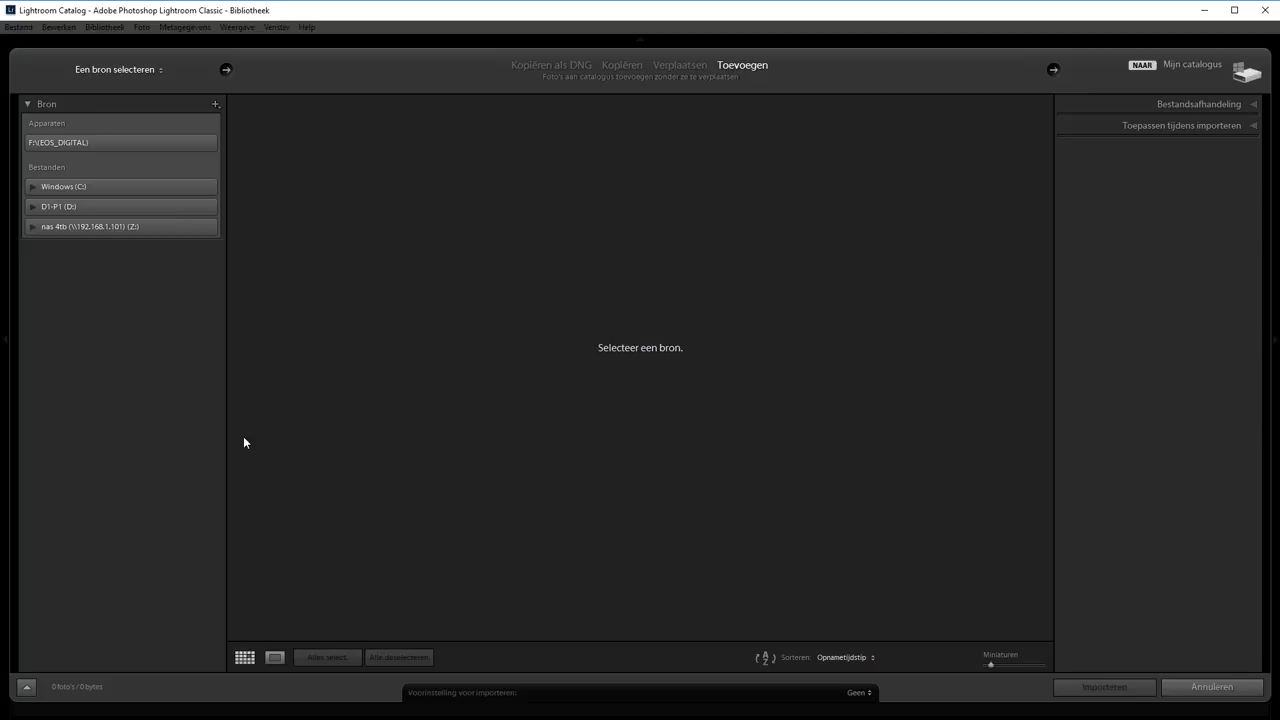 Lightroom Catalog - Adobe Photoshop Lightroom Classic - Bibliotheek
Bestand Bewerken Bibliotheek Foto Metagegevens Weergave Venster Help
Een bron selecteren
Kopiëren als DNG Kopiëren Verplaatsen Toevoegen
Foto's aan catalogus toevoegen zonder ze te verplaatsen
NAAR Mijn catalogus
Bron
Apparaten
F:\(EOS_DIGITAL)
Bestanden
Windows (C:)
D1-P1 (D:)
nas 4tb (\\192.168.1.101) (Z:)
Bestandsafhandeling
Toepassen tijdens importeren
Selecteer een bron.
Alles select. Alle deselecteren
Sorteren: Opnametijdstip
Miniaturen
0 foto's / 0 bytes
Voorinstelling voor importeren: Geen
Importeren Annuleren